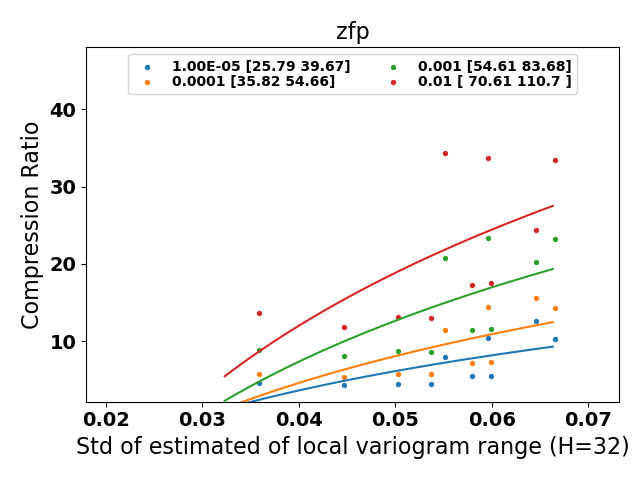 zfp
1.00E-05 [25.79 39.67]
0.0001 [35.82 54.66]
0.001 [54.61 83.68]
0.01 [ 70.61 110.7 ]
Compression Ratio
40
30
20
10
0.02 0.03 0.04 0.05 0.06 0.07
Std of estimated of local variogram range (H=32)